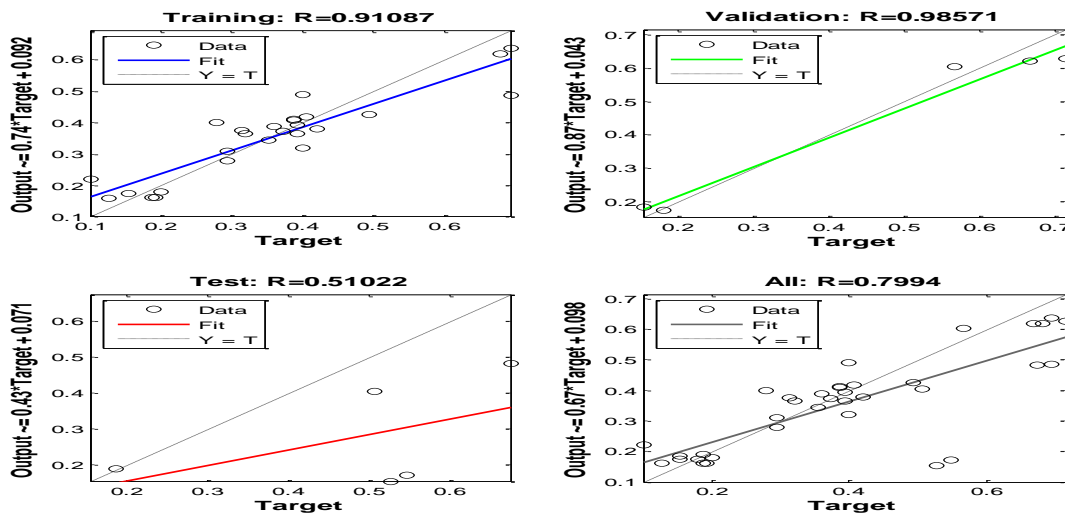 Training: R=0.91087
Output ~= 0.74*Target + 0.092
Data
Fit
Y = T
0.6
0.5
0.4
0.3
0.2
0.1
0.1 0.2 0.3 0.4 0.5 0.6
Target
Validation: R=0.98571
Output ~= 0.87*Target + 0.043
Data
Fit
Y = T
0.7
0.6
0.5
0.4
0.3
0.2
0.2 0.3 0.4 0.5 0.6 0.7
Target
Test: R=0.51022
Output ~= 0.43*Target + 0.071
Data
Fit
Y = T
0.6
0.5
0.4
0.3
0.2
0.2 0.3 0.4 0.5 0.6
Target
All: R=0.7994
Output ~= 0.67*Target + 0.098
Data
Fit
Y = T
0.7
0.6
0.5
0.4
0.3
0.2
0.1
0.2 0.4 0.6
Target